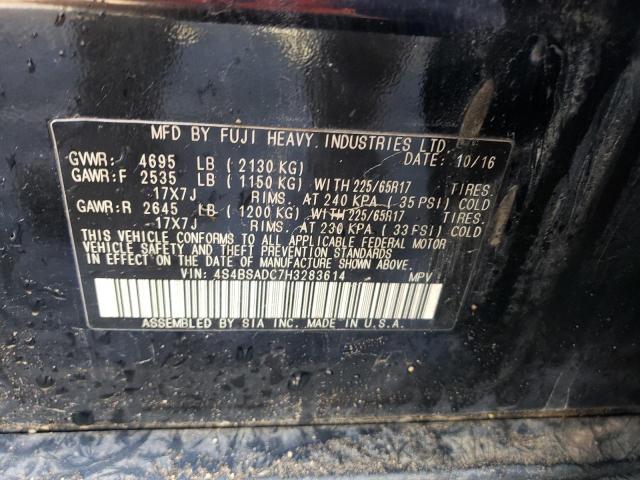 MFD BY FUJI HEAVY INDUSTRIES LTD.
GVWR: 4695 LB (2130 KG) DATE: 10/16
GAWR:F 2535 LB (1150 KG) WITH 225/65R17 TIRES.
17X7J RIMS. AT 240 KPA (35 PSI) COLD
GAWR:R 2645 LB (1200 KG) WITH 225/65R17 TIRES.
17X7J RIMS. AT 230 KPA (33 PSI) COLD
THIS VEHICLE CONFORMS TO ALL APPLICABLE FEDERAL MOTOR
VEHICLE SAFETY BUMPER, AND THEFT PREVENTION STANDARDS
IN EFFECT ON THE DATE OF MANUFACTURE SHOWN ABOVE.
VIN: 4S4BSADC7H3283614 MPV
ASSEMBLED BY SIA INC. MADE IN U.S.A.